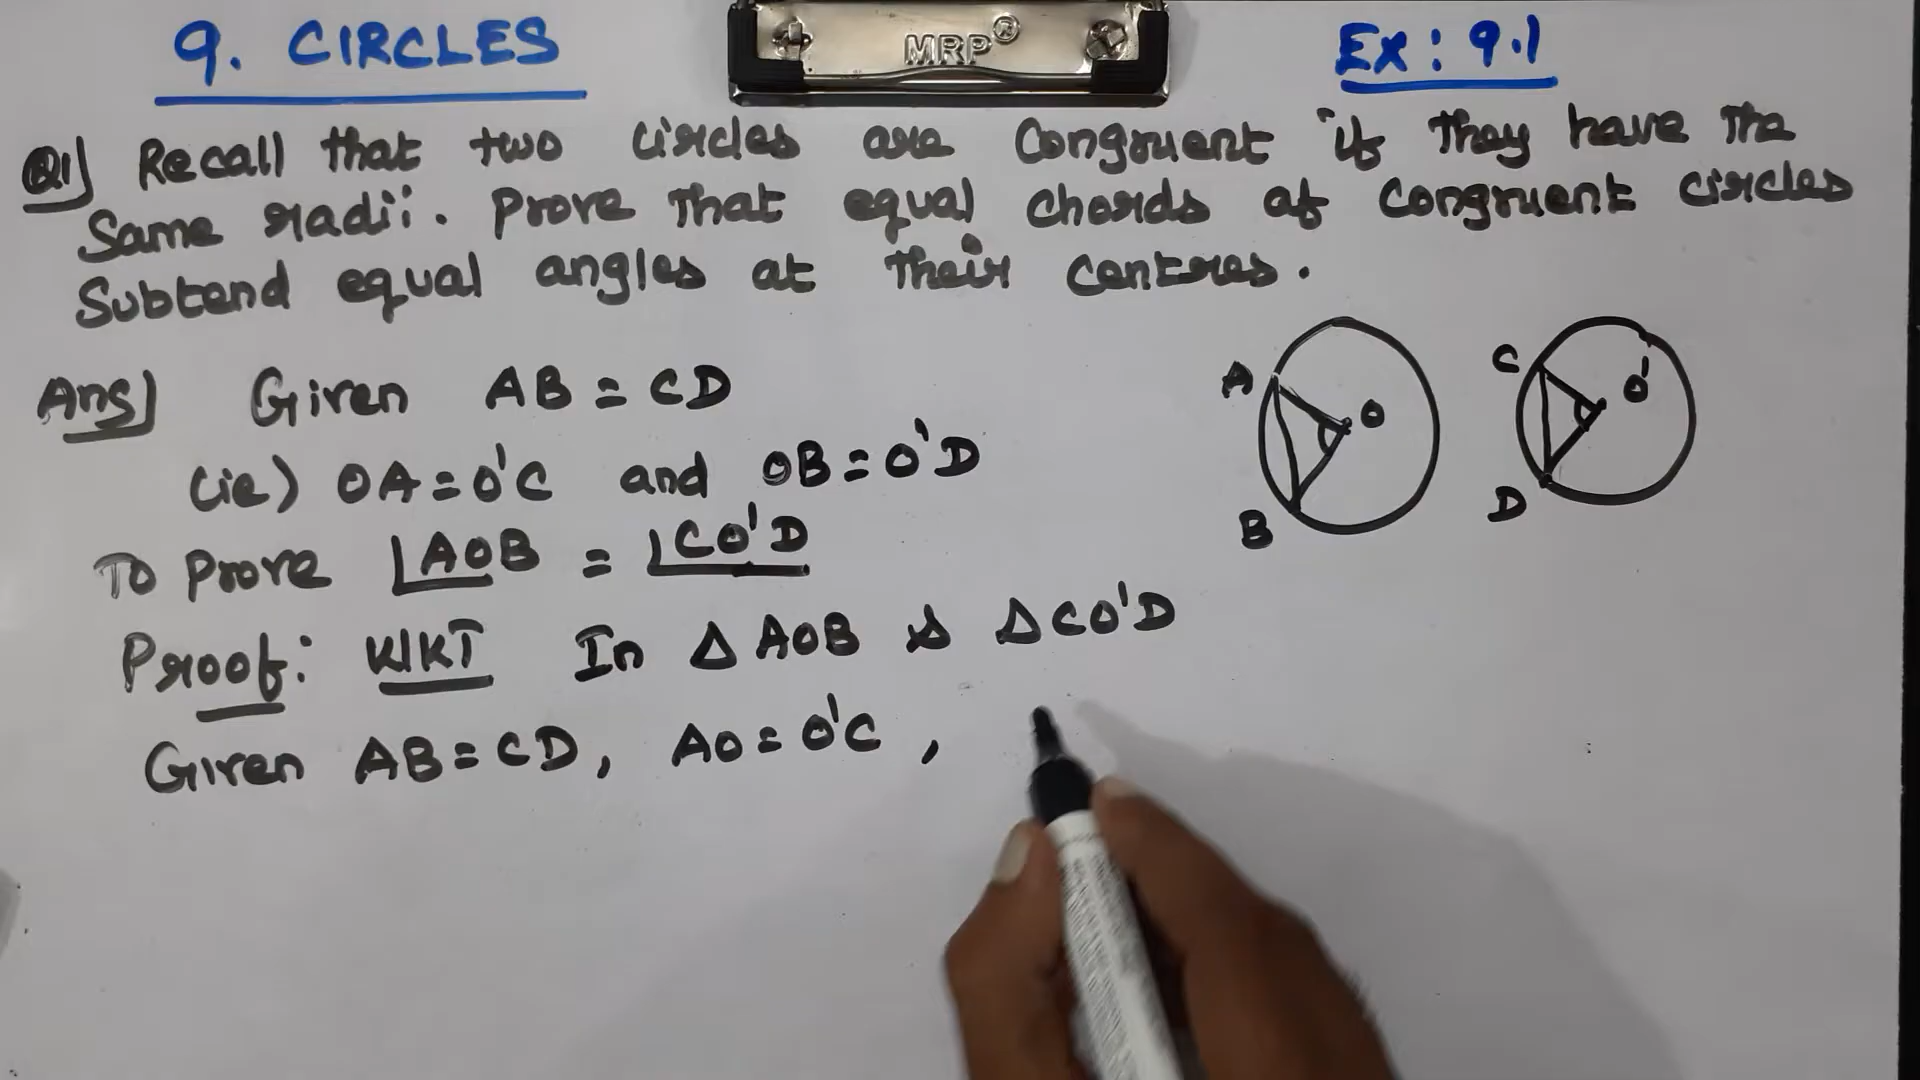 9. CIRCLES
MRP®
Ex: 9.1
Q1) Recall that two circles are congruent if they have the
same radii. Prove that equal chords of congruent circles
subtend equal angles at their centres.
Ans) Given AB = CD
(ie) OA = O'C and OB = O'D
To Prove ∠AOB = ∠CO'D
Proof: WKT In Δ AOB & Δ CO'D
Given AB = CD, AO = O'C ,
A
O
B
C
O'
D